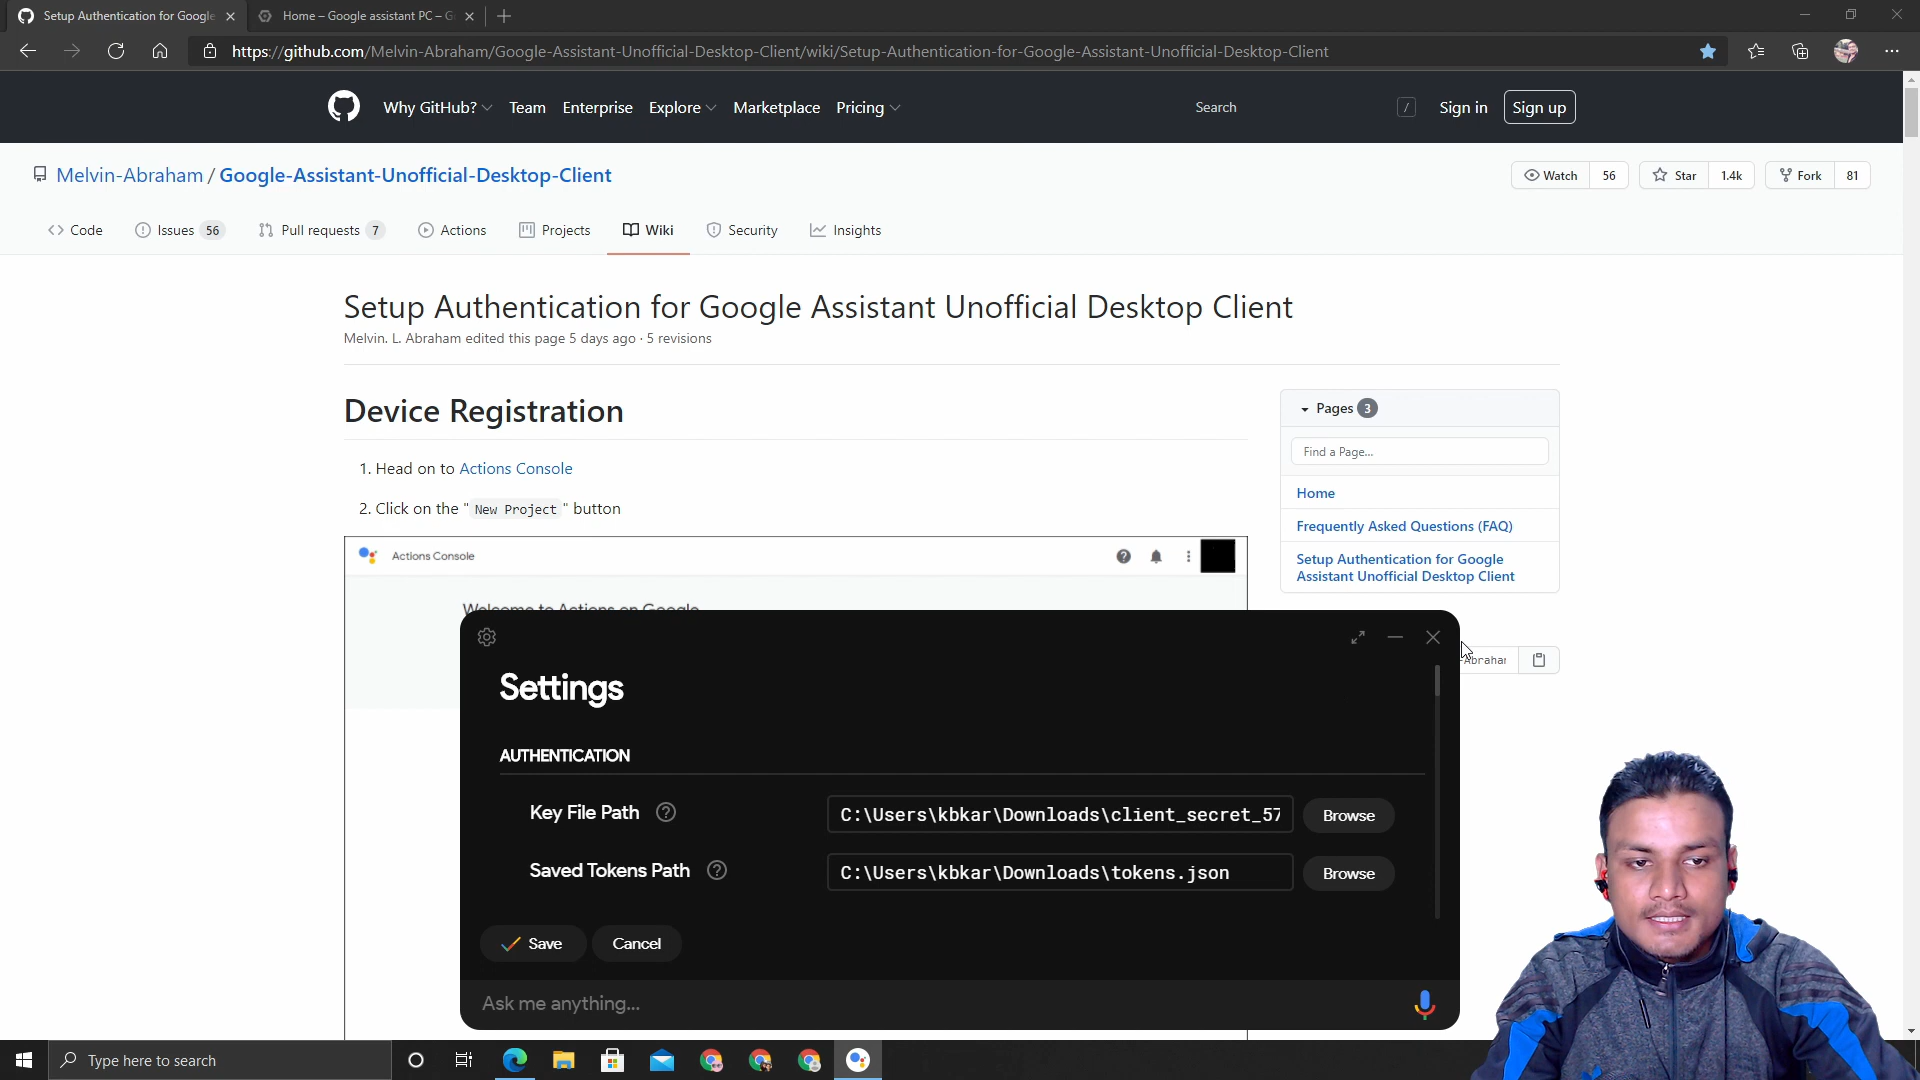 Setup Authentication for Google
Home – Google assistant PC – G
https://github.com/Melvin-Abraham/Google-Assistant-Unofficial-Desktop-Client/wiki/Setup-Authentication-for-Google-Assistant-Unofficial-Desktop-Client
Why GitHub? Team Enterprise Explore Marketplace Pricing
Search / Sign in Sign up
Melvin-Abraham / Google-Assistant-Unofficial-Desktop-Client
Watch 56 Star 1.4k Fork 81
Code Issues 56 Pull requests 7 Actions Projects Wiki Security Insights
Setup Authentication for Google Assistant Unofficial Desktop Client
Melvin. L. Abraham edited this page 5 days ago · 5 revisions
Device Registration
1. Head on to Actions Console
2. Click on the "New Project" button
Actions Console
Welcome to Actions on Google
Pages 3
Find a Page...
Home
Frequently Asked Questions (FAQ)
Setup Authentication for Google
Assistant Unofficial Desktop Client
-Abrahar
Settings
AUTHENTICATION
Key File Path ? C:\Users\kbkar\Downloads\client_secret_57 Browse
Saved Tokens Path ? C:\Users\kbkar\Downloads\tokens.json Browse
Save Cancel
Ask me anything...
Type here to search